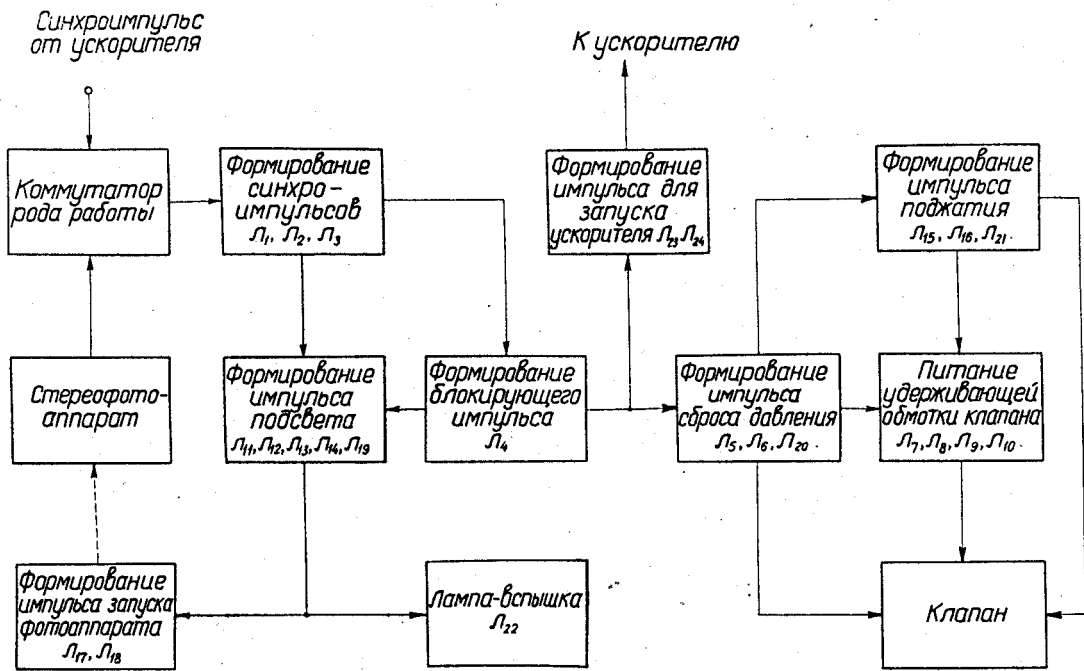 Синхроимпульс
от ускорителя
К ускорителю
Коммутатор
рода работы
Формирование
синхро-
импульсов
Л₁, Л₂, Л₃
Формирование
импульса для
запуска
ускорителя Л₂₃ Л₂₄
Формирование
импульса
поджатия
Л₁₅, Л₁₆, Л₂₁.
Стереофото-
аппарат
Формирование
импульса
подсвета
Л₁₁, Л₁₂, Л₁₃, Л₁₄, Л₁₉
Формирование
блокирующего
импульса
Л₄
Формирование
импульса
сброса давления
Л₅, Л₆, Л₂₀.
Питание
удерживающей
обмотки клапана
Л₇, Л₈, Л₉, Л₁₀
Формирование
импульса запуска
фотоаппарата
Л₁₇, Л₁₈
Лампа-вспышка
Л₂₂
Клапан